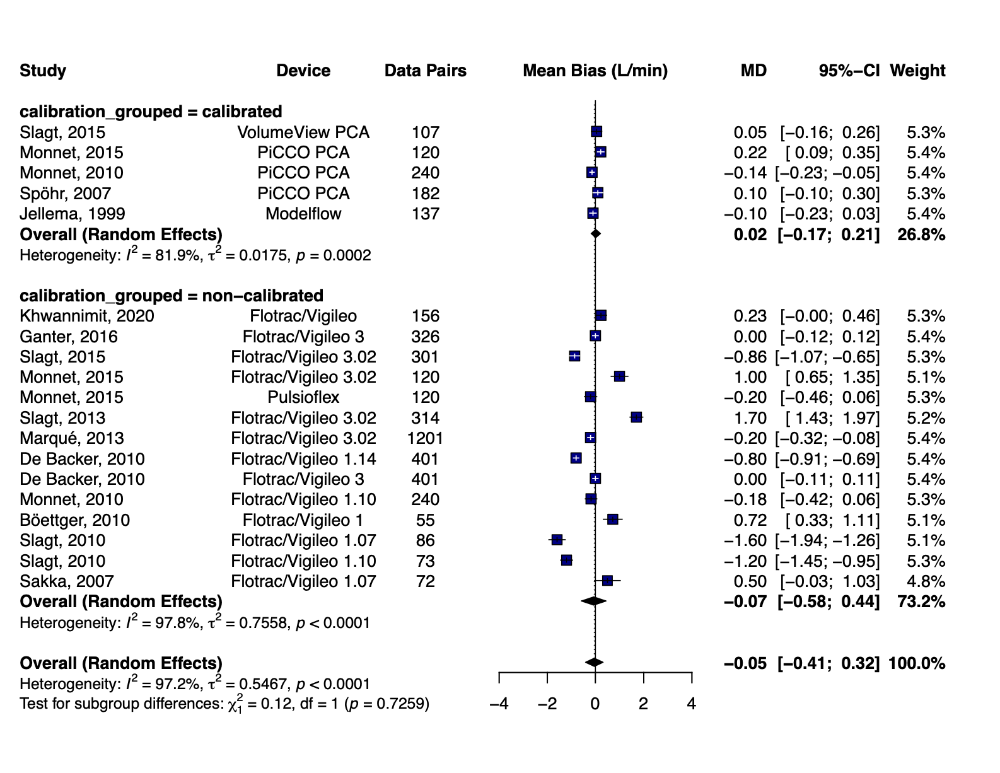 Study Device Data Pairs Mean Bias (L/min) MD 95%−CI Weight
calibration_grouped = calibrated
Slagt, 2015 VolumeView PCA 107 0.05 [−0.16; 0.26] 5.3%
Monnet, 2015 PiCCO PCA 120 0.22 [ 0.09; 0.35] 5.4%
Monnet, 2010 PiCCO PCA 240 −0.14 [−0.23; −0.05] 5.4%
Spöhr, 2007 PiCCO PCA 182 0.10 [−0.10; 0.30] 5.3%
Jellema, 1999 Modelflow 137 −0.10 [−0.23; 0.03] 5.4%
Overall (Random Effects) 0.02 [−0.17; 0.21] 26.8%
Heterogeneity: I² = 81.9%, τ² = 0.0175, p = 0.0002
calibration_grouped = non−calibrated
Khwannimit, 2020 Flotrac/Vigileo 156 0.23 [−0.00; 0.46] 5.3%
Ganter, 2016 Flotrac/Vigileo 3 326 0.00 [−0.12; 0.12] 5.4%
Slagt, 2015 Flotrac/Vigileo 3.02 301 −0.86 [−1.07; −0.65] 5.3%
Monnet, 2015 Flotrac/Vigileo 3.02 120 1.00 [ 0.65; 1.35] 5.1%
Monnet, 2015 Pulsioflex 120 −0.20 [−0.46; 0.06] 5.3%
Slagt, 2013 Flotrac/Vigileo 3.02 314 1.70 [ 1.43; 1.97] 5.2%
Marqué, 2013 Flotrac/Vigileo 3.02 1201 −0.20 [−0.32; −0.08] 5.4%
De Backer, 2010 Flotrac/Vigileo 1.14 401 −0.80 [−0.91; −0.69] 5.4%
De Backer, 2010 Flotrac/Vigileo 3 401 0.00 [−0.11; 0.11] 5.4%
Monnet, 2010 Flotrac/Vigileo 1.10 240 −0.18 [−0.42; 0.06] 5.3%
Böettger, 2010 Flotrac/Vigileo 1 55 0.72 [ 0.33; 1.11] 5.1%
Slagt, 2010 Flotrac/Vigileo 1.07 86 −1.60 [−1.94; −1.26] 5.1%
Slagt, 2010 Flotrac/Vigileo 1.10 73 −1.20 [−1.45; −0.95] 5.3%
Sakka, 2007 Flotrac/Vigileo 1.07 72 0.50 [−0.03; 1.03] 4.8%
Overall (Random Effects) −0.07 [−0.58; 0.44] 73.2%
Heterogeneity: I² = 97.8%, τ² = 0.7558, p < 0.0001
Overall (Random Effects) −0.05 [−0.41; 0.32] 100.0%
Heterogeneity: I² = 97.2%, τ² = 0.5467, p < 0.0001
Test for subgroup differences: χ₁² = 0.12, df = 1 (p = 0.7259) −4 −2 0 2 4